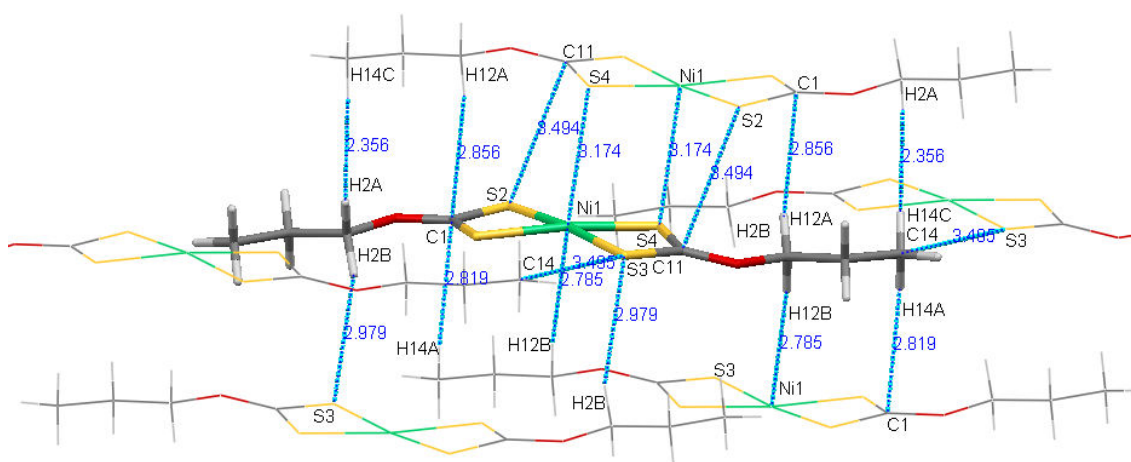 C11
H14C H12A S4 Ni1 C1
H2A
S2
3.494
2.356 2.856 3.174 3.174 2.856 2.356
3.494
H2A
S2
Ni1
H12A H14C
C1 S4 H2B C14 S3
H2B C11 3.495
C14 3.495 S3
2.819 2.785
H12B H14A
2.979 2.979
2.785 2.819
H14A H12B
S3 Ni1
H2B C1
S3